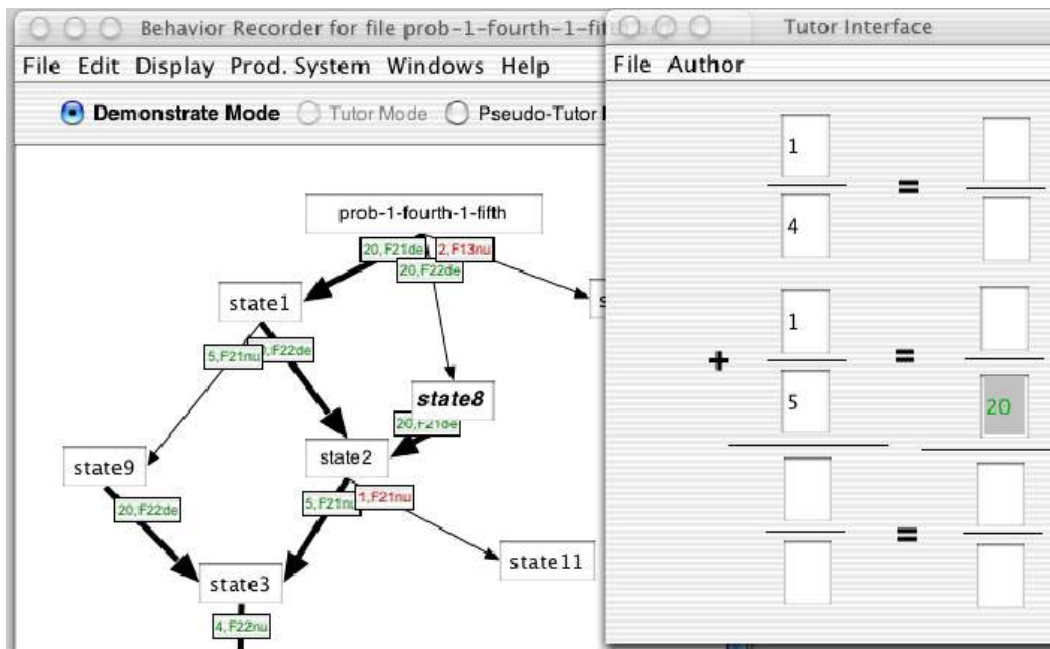 Behavior Recorder for file prob-1-fourth-1-fif
File Edit Display Prod. System Windows Help
Demonstrate Mode Tutor Mode Pseudo-Tutor
prob-1-fourth-1-fifth
20,F21de 2,F13nu
20,F22de
state1
5,F21nu ,F22de
state8
20,F21de
state9 state2
20,F22de 5,F21nu 1,F21nu
state11
state3
4,F22nu
Tutor Interface
File Author
1
=
4
1
+ =
5 20
=